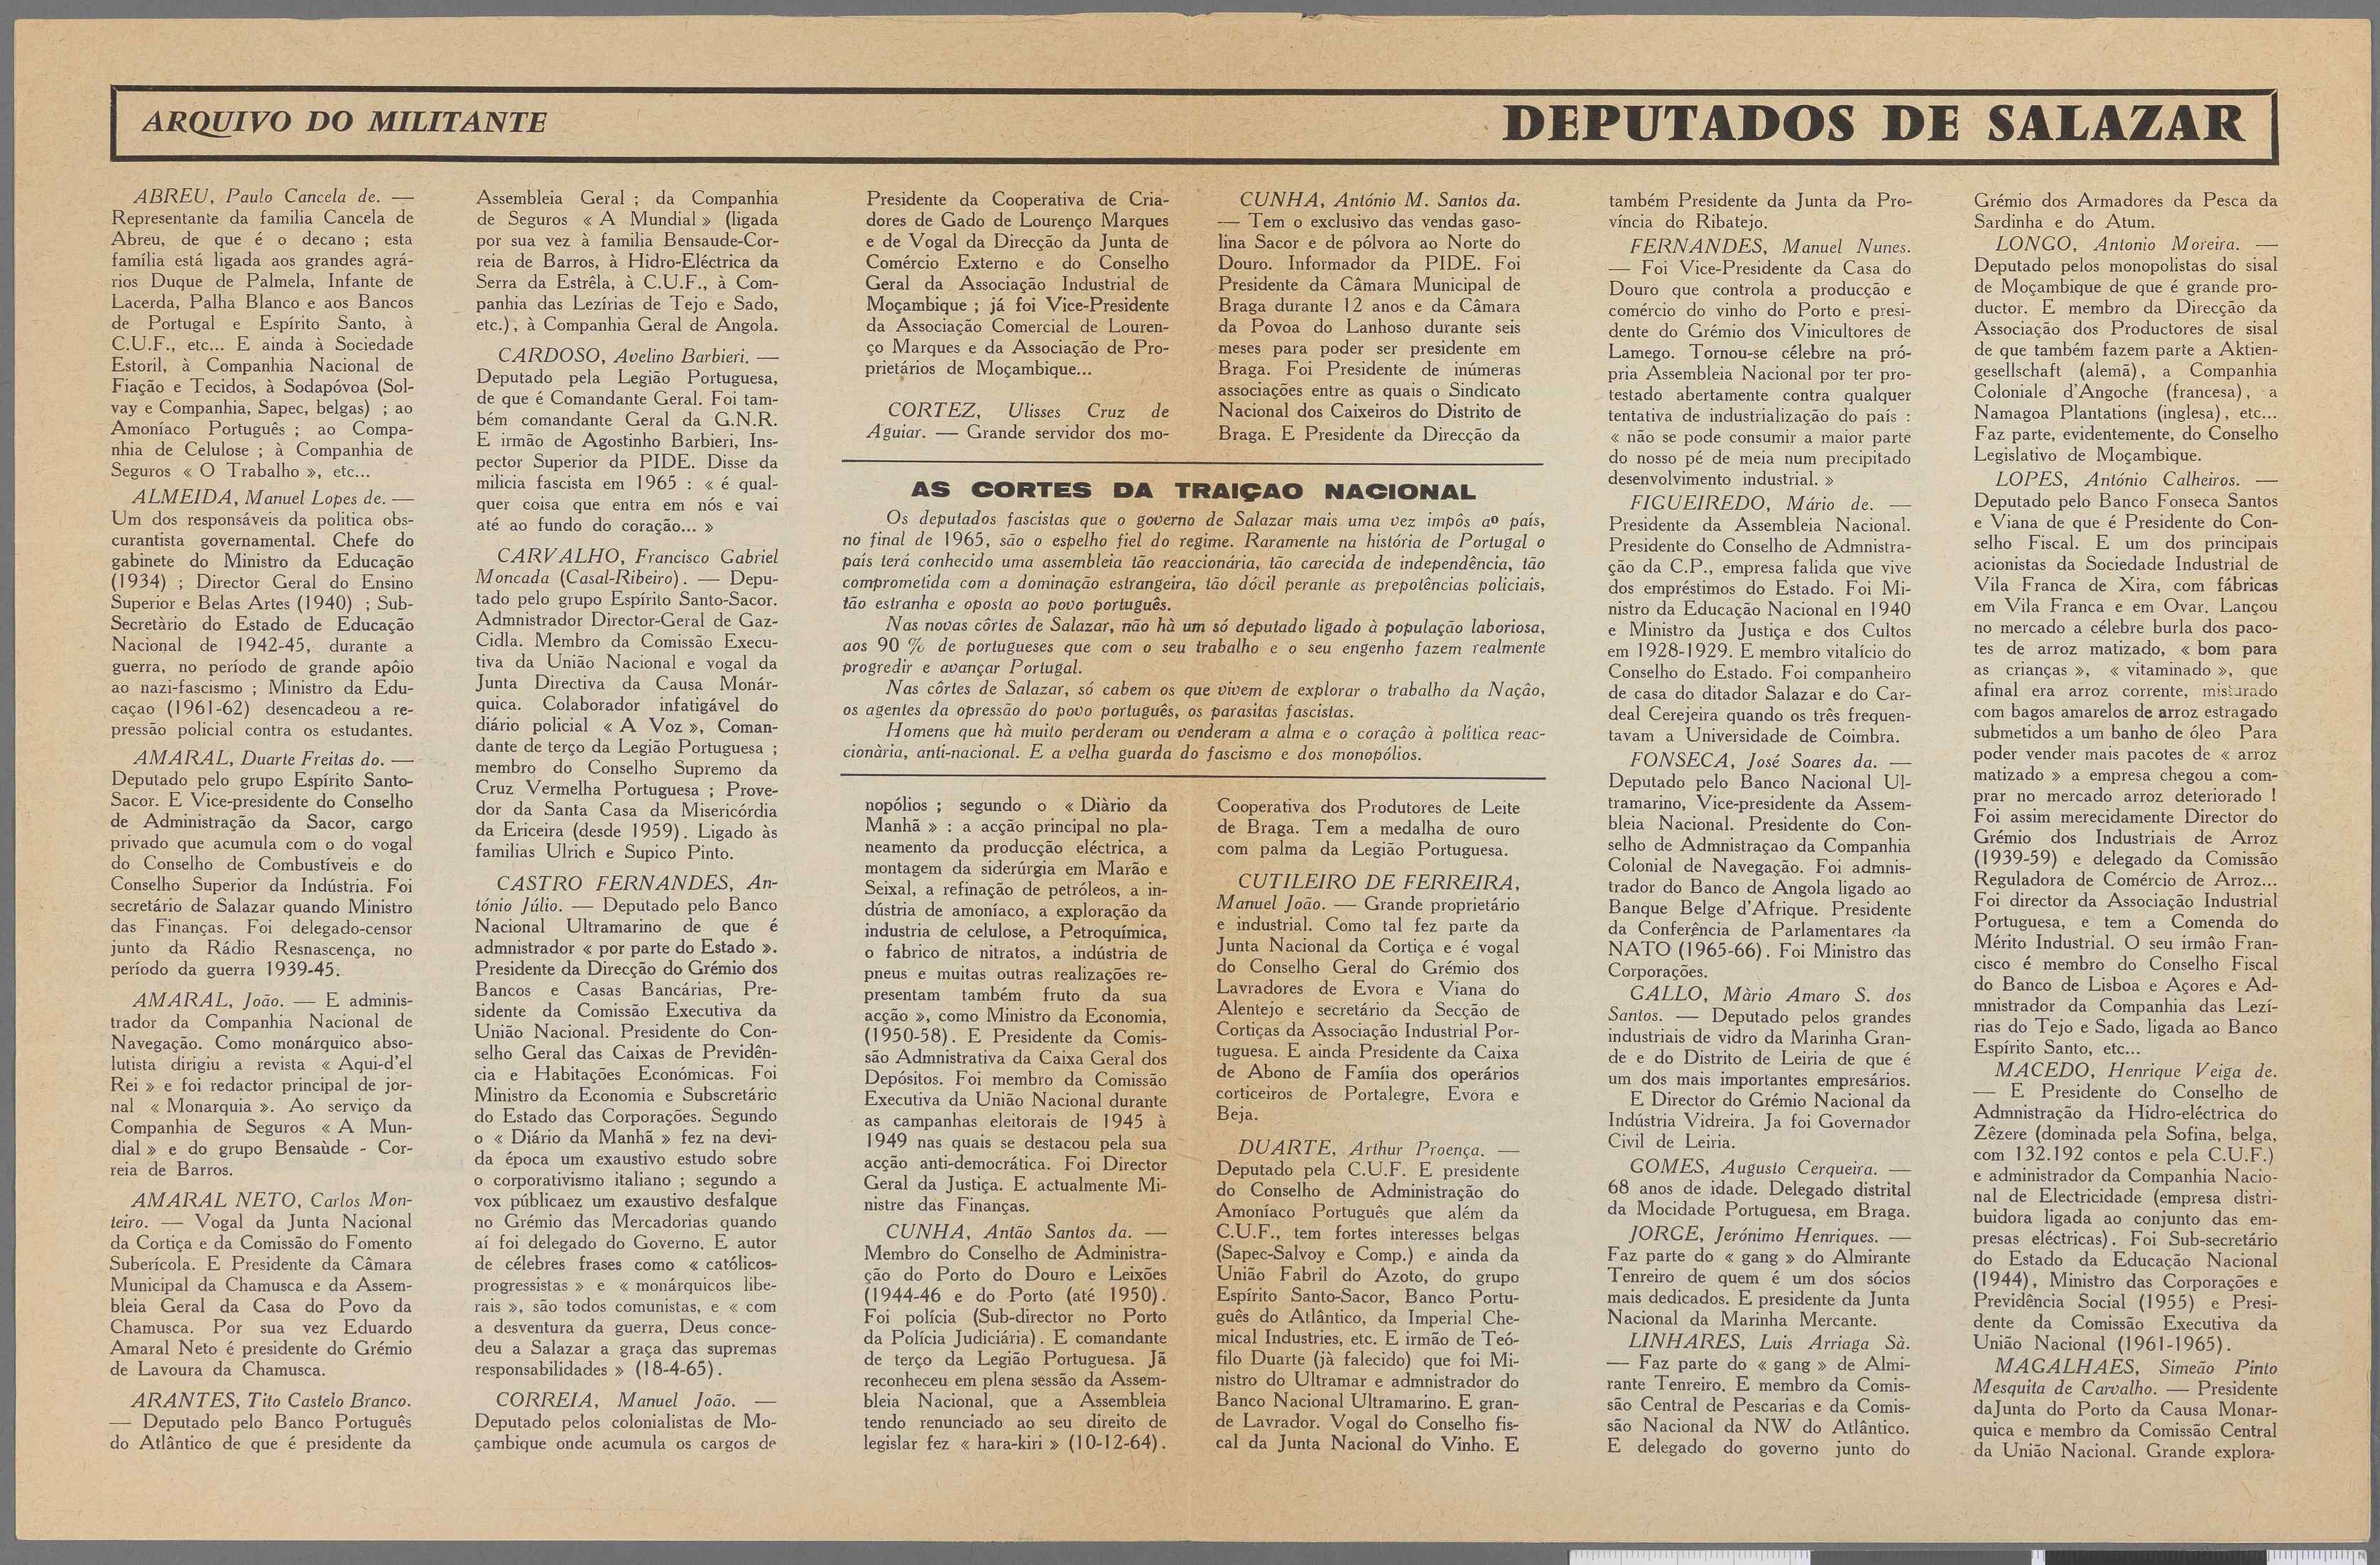 ARQUIVO DO MILITANTE
DEPUTADOS DE SALAZAR
ABREU, Paulo Cancela de. —
Representante da familia Cancela de
Abreu, de que é o decano ; esta
família está ligada aos grandes agrá-
rios Duque de Palmela, Infante de
Lacerda, Palha Blanco e aos Bancos
de Portugal e Espírito Santo, à
C.U.F., etc... E ainda à Sociedade
Estoril, à Companhia Nacional de
Fiação e Tecidos, à Sodapóvoa (Sol-
vay e Companhia, Sapec, belgas) ; ao
Amoníaco Português ; ao Compa-
nhia de Celulose ; à Companhia de
Seguros « O Trabalho », etc...
ALMEIDA, Manuel Lopes de. —
Um dos responsáveis da politica obs-
curantista governamental. Chefe do
gabinete do Ministro da Educação
(1934) ; Director Geral do Ensino
Superior e Belas Artes (1940) ; Sub-
Secretàrio do Estado de Educação
Nacional de 1942-45, durante a
guerra, no período de grande apôio
ao nazi-fascismo ; Ministro da Edu-
caçao (1961-62) desencadeou a re-
pressão policial contra os estudantes.
AMARAL, Duarte Freitas do. —
Deputado pelo grupo Espírito Santo-
Sacor. E Vice-presidente do Conselho
de Administração da Sacor, cargo
privado que acumula com o do vogal
do Conselho de Combustíveis e do
Conselho Superior da Indústria. Foi
secretário de Salazar quando Ministro
das Finanças. Foi delegado-censor
junto da Rádio Resnascença, no
período da guerra 1939-45.
AMARAL, João. — E adminis-
trador da Companhia Nacional de
Navegação. Como monárquico abso-
lutista dirigiu a revista « Aqui-d'el
Rei » e foi redactor principal de jor-
nal « Monarquia ». Ao serviço da
Companhia de Seguros « A Mun-
dial » e do grupo Bensaùde - Cor-
reia de Barros.
AMARAL NETO, Carlos Mon-
teiro. — Vogal da Junta Nacional
da Cortiça e da Comissão do Fomento
Suberícola. E Presidente da Câmara
Municipal da Chamusca e da Assem-
bleia Geral da Casa do Povo da
Chamusca. Por sua vez Eduardo
Amaral Neto é presidente do Grémio
de Lavoura da Chamusca.
ARANTES, Tito Castelo Branco.
— Deputado pelo Banco Português
do Atlântico de que é presidente da
Assembleia Geral ; da Companhia
de Seguros « A Mundial » (ligada
por sua vez à familia Bensaude-Cor-
reia de Barros, à Hidro-Eléctrica da
Serra da Estrêla, à C.U.F., à Com-
panhia das Lezírias de Tejo e Sado,
etc.), à Companhia Geral de Angola.
CARDOSO, Avelino Barbieri. —
Deputado pela Legião Portuguesa,
de que é Comandante Geral. Foi tam-
bém comandante Geral da G.N.R.
E irmão de Agostinho Barbieri, Ins-
pector Superior da PIDE. Disse da
milicia fascista em 1965 : « é qual-
quer coisa que entra em nós e vai
até ao fundo do coração... »
CARVALHO, Francisco Gabriel
Moncada (Casal-Ribeiro). — Depu-
tado pelo grupo Espírito Santo-Sacor.
Admnistrador Director-Geral de Gaz-
Cidla. Membro da Comissão Execu-
tiva da União Nacional e vogal da
Junta Directiva da Causa Monár-
quica. Colaborador infatigável do
diário policial « A Voz », Coman-
dante de terço da Legião Portuguesa ;
membro do Conselho Supremo da
Cruz Vermelha Portuguesa ; Prove-
dor da Santa Casa da Misericórdia
da Ericeira (desde 1959). Ligado às
familias Ulrich e Supico Pinto.
CASTRO FERNANDES, An-
tónio Júlio. — Deputado pelo Banco
Nacional Ultramarino de que é
admnistrador « por parte do Estado ».
Presidente da Direcção do Grémio dos
Bancos e Casas Bancárias, Pre-
sidente da Comissão Executiva da
União Nacional. Presidente do Con-
selho Geral das Caixas de Previdên-
cia e Habitações Económicas. Foi
Ministro da Economia e Subscretário
do Estado das Corporações. Segundo
o « Diário da Manhã » fez na devi-
da época um exaustivo estudo sobre
o corporativismo italiano ; segundo a
vox públicaez um exaustivo desfalque
no Grémio das Mercadorias quando
aí foi delegado do Governo. E autor
de célebres frases como « católicos-
progressistas » e « monárquicos libe-
rais », são todos comunistas, e « com
a desventura da guerra, Deus conce-
deu a Salazar a graça das supremas
responsabilidades » (18-4-65).
CORREIA, Manuel João. —
Deputado pelos colonialistas de Mo-
çambique onde acumula os cargos de
Presidente da Cooperativa de Cria-
dores de Gado de Lourenço Marques
e de Vogal da Direcção da Junta de
Comércio Externo e do Conselho
Geral da Associação Industrial de
Moçambique ; já foi Vice-Presidente
da Associação Comercial de Louren-
ço Marques e da Associação de Pro-
prietários de Moçambique...
CORTEZ, Ulisses Cruz de
Aguiar. — Grande servidor dos mo-
nopólios ; segundo o « Diàrio da
Manhã » : a acção principal no pla-
neamento da producção eléctrica, a
montagem da siderúrgia em Marão e
Seixal, a refinação de petróleos, a in-
dústria de amoníaco, a exploração da
industria de celulose, a Petroquímica,
o fabrico de nitratos, a indústria de
pneus e muitas outras realizações re-
presentam também fruto da sua
acção », como Ministro da Economia,
(1950-58). E Presidente da Comis-
são Admnistrativa da Caixa Geral dos
Depósitos. Foi membro da Comissão
Executiva da União Nacional durante
as campanhas eleitorais de 1945 à
1949 nas quais se destacou pela sua
acção anti-democrática. Foi Director
Geral da Justiça. E actualmente Mi-
nistre das Finanças.
CUNHA, Antão Santos da. —
Membro do Conselho de Administra-
ção do Porto do Douro e Leixões
(1944-46 e do Porto (até 1950).
Foi polícia (Sub-director no Porto
da Polícia Judiciária). E comandante
de terço da Legião Portuguesa. Jã
reconheceu em plena sessão da Assem-
bleia Nacional, que a Assembleia
tendo renunciado ao seu direito de
legislar fez « hara-kiri » (10-12-64).
CUNHA, António M. Santos da.
— Tem o exclusivo das vendas gaso-
lina Sacor e de pólvora ao Norte do
Douro. Informador da PIDE. Foi
Presidente da Câmara Municipal de
Braga durante 12 anos e da Câmara
da Povoa do Lanhoso durante seis
meses para poder ser presidente em
Braga. Foi Presidente de inúmeras
associações entre as quais o Sindicato
Nacional dos Caixeiros do Distrito de
Braga. E Presidente da Direcção da
Cooperativa dos Produtores de Leite
de Braga. Tem a medalha de ouro
com palma da Legião Portuguesa.
CUTILEIRO DE FERREIRA,
Manuel João. — Grande proprietário
e industrial. Como tal fez parte da
Junta Nacional da Cortiça e é vogal
do Conselho Geral do Grémio dos
Lavradores de Evora e Viana do
Alentejo e secretário da Secção de
Cortiças da Associação Industrial Por-
tuguesa. E ainda Presidente da Caixa
de Abono de Famíia dos operários
corticeiros de Portalegre, Evora e
Beja.
DUARTE, Arthur Proença. —
Deputado pela C.U.F. E presidente
do Conselho de Administração do
Amoníaco Português que além da
C.U.F., tem fortes interesses belgas
(Sapec-Salvoy e Comp.) e ainda da
União Fabril do Azoto, do grupo
Espírito Santo-Sacor, Banco Portu-
guês do Atlântico, da Imperial Che-
mical Industries, etc. E irmão de Teó-
filo Duarte (jà falecido) que foi Mi-
nistro do Ultramar e admnistrador do
Banco Nacional Ultramarino. E gran-
de Lavrador. Vogal do Conselho fis-
cal da Junta Nacional do Vinho. E
AS CORTES DA TRAIÇAO NACIONAL
Os deputados fascistas que o governo de Salazar mais uma vez impôs aº país,
no final de 1965, são o espelho fiel do regime. Raramente na história de Portugal o
país terá conhecido uma assembleia tão reaccionária, tão carecida de independência, tão
comprometida com a dominação estrangeira, tão dócil perante as prepotências policiais,
tão estranha e oposta ao povo português.
Nas novas côrtes de Salazar, não hà um só deputado ligado à população laboriosa,
aos 90 % de portugueses que com o seu trabalho e o seu engenho fazem realmente
progredir e avançar Portugal.
Nas côrtes de Salazar, só cabem os que vivem de explorar o trabalho da Nação,
os agentes da opressão do povo português, os parasitas fascistas.
Homens que hà muito perderam ou venderam a alma e o coração à politica reac-
cionària, anti-nacional. E a velha guarda do fascismo e dos monopólios.
também Presidente da Junta da Pro-
víncia do Ribatejo.
FERNANDES, Manuel Nunes.
— Foi Vice-Presidente da Casa do
Douro que controla a producção e
comércio do vinho do Porto e presi-
dente do Grémio dos Vinicultores de
Lamego. Tornou-se célebre na pró-
pria Assembleia Nacional por ter pro-
testado abertamente contra qualquer
tentativa de industrialização do país :
« não se pode consumir a maior parte
do nosso pé de meia num precipitado
desenvolvimento industrial. »
FIGUEIREDO, Mário de. —
Presidente da Assembleia Nacional.
Presidente do Conselho de Admnistra-
ção da C.P., empresa falida que vive
dos empréstimos do Estado. Foi Mi-
nistro da Educação Nacional en 1940
e Ministro da Justiça e dos Cultos
em 1928-1929. E membro vitalício do
Conselho do Estado. Foi companheiro
de casa do ditador Salazar e do Car-
deal Cerejeira quando os três frequen-
tavam a Universidade de Coimbra.
FONSECA, José Soares da. —
Deputado pelo Banco Nacional Ul-
tramarino, Vice-presidente da Assem-
bleia Nacional. Presidente do Con-
selho de Admnistraçao da Companhia
Colonial de Navegação. Foi admnis-
trador do Banco de Angola ligado ao
Banque Belge d'Afrique. Presidente
da Conferência de Parlamentares da
NATO (1965-66). Foi Ministro das
Corporações.
GALLO, Màrio Amaro S. dos
Santos. — Deputado pelos grandes
industriais de vidro da Marinha Gran-
de e do Distrito de Leiria de que é
um dos mais importantes empresários.
E Director do Grémio Nacional da
Indústria Vidreira. Ja foi Governador
Civil de Leiria.
GOMES, Augusto Cerqueira. —
68 anos de idade. Delegado distrital
da Mocidade Portuguesa, em Braga.
JORGE, Jerónimo Henriques. —
Faz parte do « gang » do Almirante
Tenreiro de quem é um dos sócios
mais dedicados. E presidente da Junta
Nacional da Marinha Mercante.
LINHARES, Luis Arriaga Sà.
— Faz parte do « gang » de Almi-
rante Tenreiro. E membro da Comis-
são Central de Pescarias e da Comis-
são Nacional da NW do Atlântico.
E delegado do governo junto do
Grémio dos Armadores da Pesca da
Sardinha e do Atum.
LONGO, Antonio Moreira. —
Deputado pelos monopolistas do sisal
de Moçambique de que é grande pro-
ductor. E membro da Direcção da
Associação dos Productores de sisal
de que também fazem parte a Aktien-
gesellschaft (alemã), a Companhia
Coloniale d'Angoche (francesa), a
Namagoa Plantations (inglesa), etc...
Faz parte, evidentemente, do Conselho
Legislativo de Moçambique.
LOPES, António Calheiros. —
Deputado pelo Banco Fonseca Santos
e Viana de que é Presidente do Con-
selho Fiscal. E um dos principais
acionistas da Sociedade Industrial de
Vila Franca de Xira, com fábricas
em Vila Franca e em Ovar. Lançou
no mercado a célebre burla dos paco-
tes de arroz matizado, « bom para
as crianças », « vitaminado », que
afinal era arroz corrente, misturado
com bagos amarelos de arroz estragado
submetidos a um banho de óleo Para
poder vender mais pacotes de « arroz
matizado » a empresa chegou a com-
prar no mercado arroz deteriorado !
Foi assim merecidamente Director do
Grémio dos Industriais de Arroz
(1939-59) e delegado da Comissão
Reguladora de Comércio de Arroz...
Foi director da Associação Industrial
Portuguesa, e tem a Comenda do
Mérito Industrial. O seu irmâo Fran-
cisco é membro do Conselho Fiscal
do Banco de Lisboa e Açores e Ad-
mnistrador da Companhia das Lezí-
rias do Tejo e Sado, ligada ao Banco
Espírito Santo, etc...
MACEDO, Henrique Veiga de.
— E Presidente do Conselho de
Admnistração da Hidro-eléctrica do
Zêzere (dominada pela Sofina, belga,
com 132.192 contos e pela C.U.F.)
e administrador da Companhia Nacio-
nal de Electricidade (empresa distri-
buidora ligada ao conjunto das em-
presas eléctricas). Foi Sub-secretário
do Estado da Educação Nacional
(1944), Ministro das Corporações e
Previdência Social (1955) e Presi-
dente da Comissão Executiva da
União Nacional (1961-1965).
MAGALHAES, Simeão Pinto
Mesquita de Carvalho. — Presidente
daJunta do Porto da Causa Monar-
quica e membro da Comissão Central
da União Nacional. Grande explora-